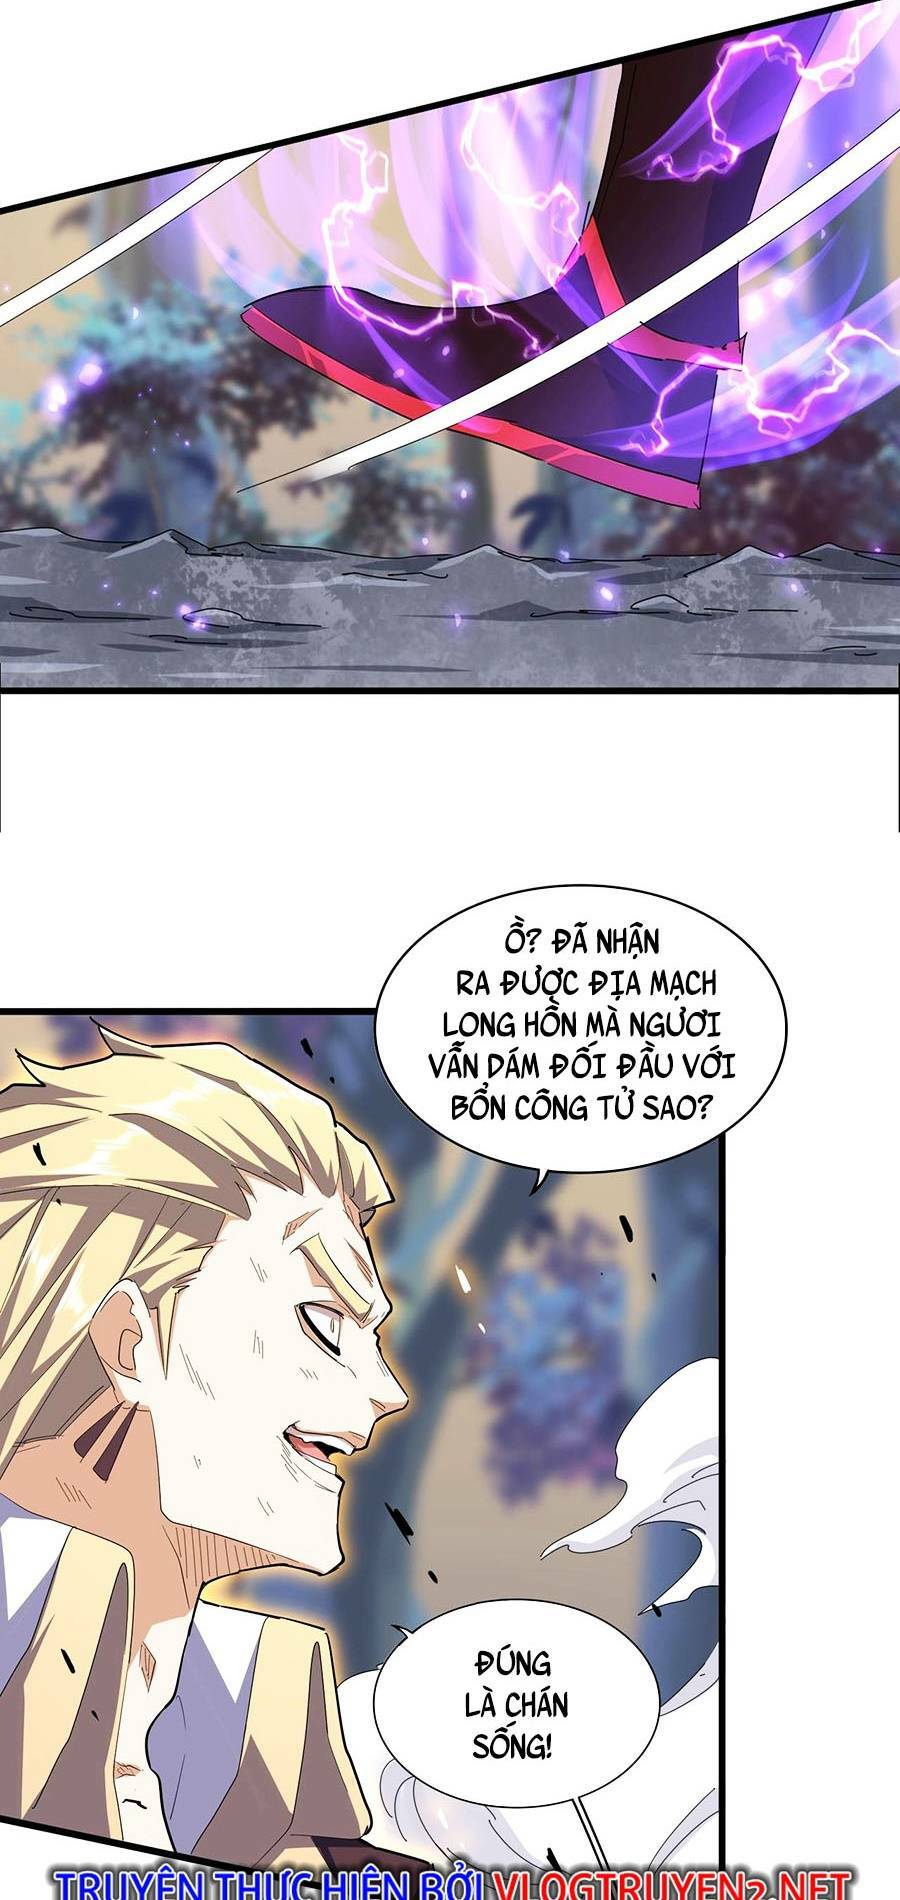 Ồ? ĐÃ NHẬN
RA ĐƯỢC ĐỊA MẠCH
LONG HỒN MÀ NGƯƠI
VẪN DÁM ĐỐI ĐẦU VỚI
BỔN CÔNG TỬ SAO?
ĐÚNG
LÀ CHÁN
SỐNG!
TRUYỆN THỰC HIỆN BỞI VLOGTRUYEN2.NET